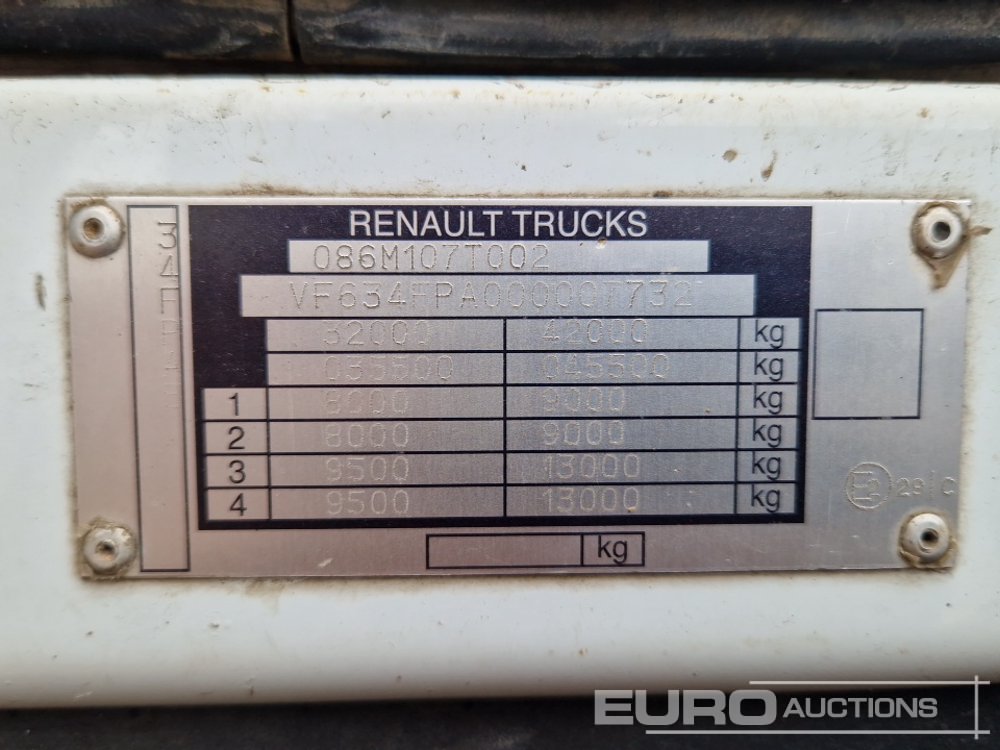 RENAULT TRUCKS
086M107T002
VF634FPA000007732
32000 42000 kg
035500 045500 kg
1 8000 9000 kg
2 8000 9000 kg
3 9500 13000 kg
4 9500 13000 kg
kg
EURO AUCTIONS